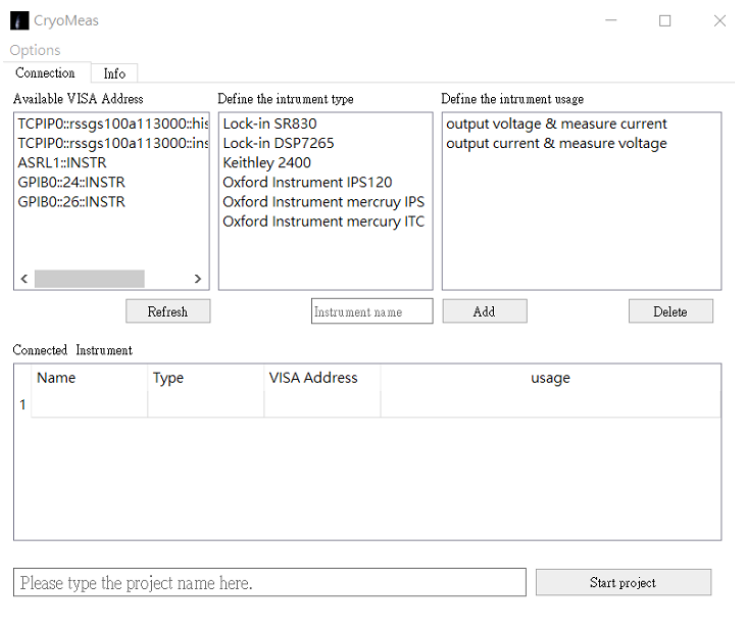 CryoMeas
Options
Connection Info
Available VISA Address
TCPIP0::rssgs100a113000::his
TCPIP0::rssgs100a113000::ins
ASRL1::INSTR
GPIB0::24::INSTR
GPIB0::26::INSTR
Define the intrument type
Lock-in SR830
Lock-in DSP7265
Keithley 2400
Oxford Instrument IPS120
Oxford Instrument mercruy IPS
Oxford Instrument mercury ITC
Define the intrument usage
output voltage & measure current
output current & measure voltage
Refresh
Instrument name
Add
Delete
Connected Instrument
Name Type VISA Address usage
1
Please type the project name here.
Start project